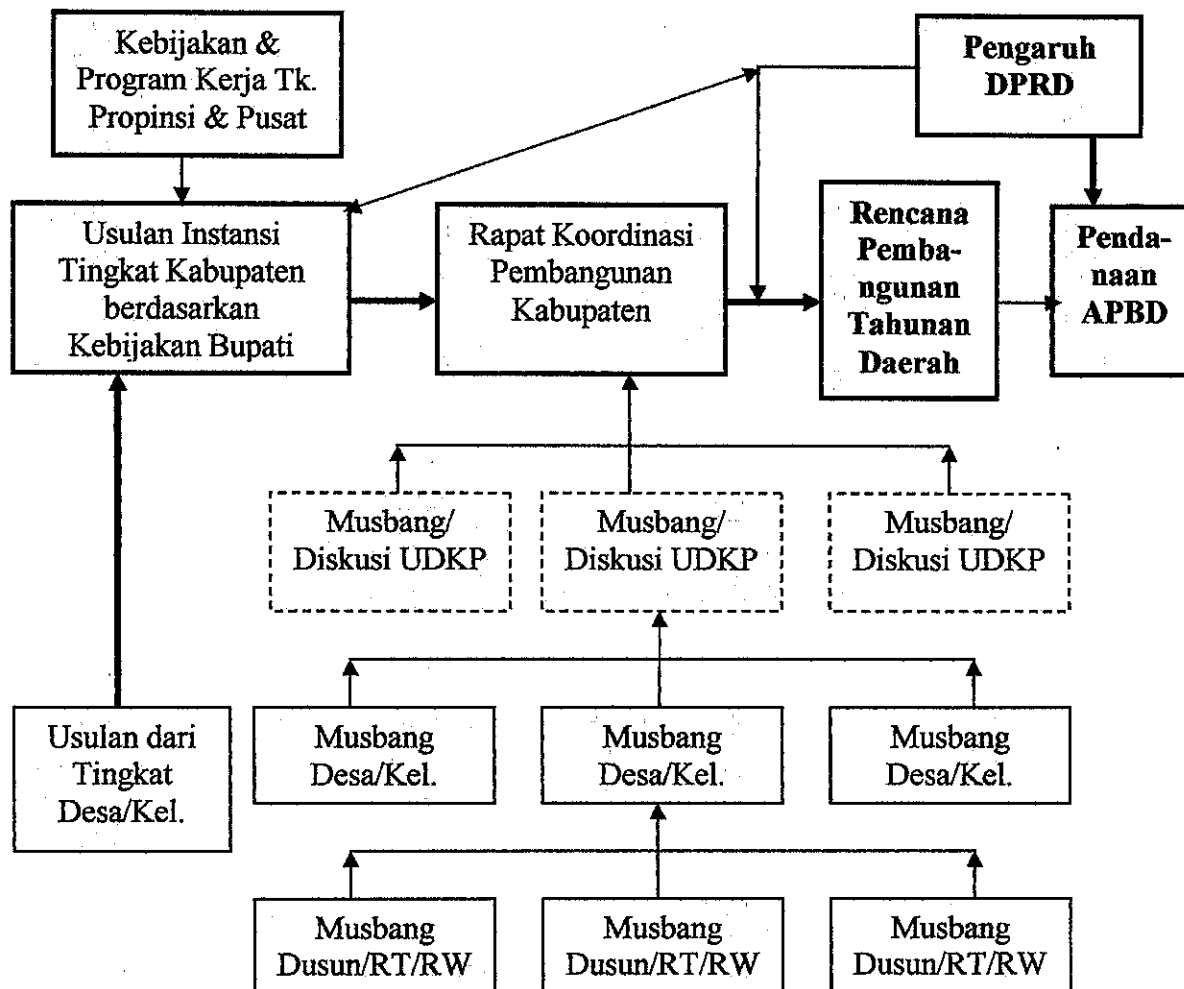 Kebijakan &
Program Kerja Tk.
Propinsi & Pusat
Pengaruh
DPRD
Usulan Instansi
Tingkat Kabupaten
berdasarkan
Kebijakan Bupati
Rapat Koordinasi
Pembangunan
Kabupaten
Rencana
Pemba-
ngunan
Tahunan
Daerah
Penda-
naan
APBD
Musbang/
Diskusi UDKP
Musbang/
Diskusi UDKP
Musbang/
Diskusi UDKP
Usulan dari
Tingkat
Desa/Kel.
Musbang
Desa/Kel.
Musbang
Desa/Kel.
Musbang
Desa/Kel.
Musbang
Dusun/RT/RW
Musbang
Dusun/RT/RW
Musbang
Dusun/RT/RW